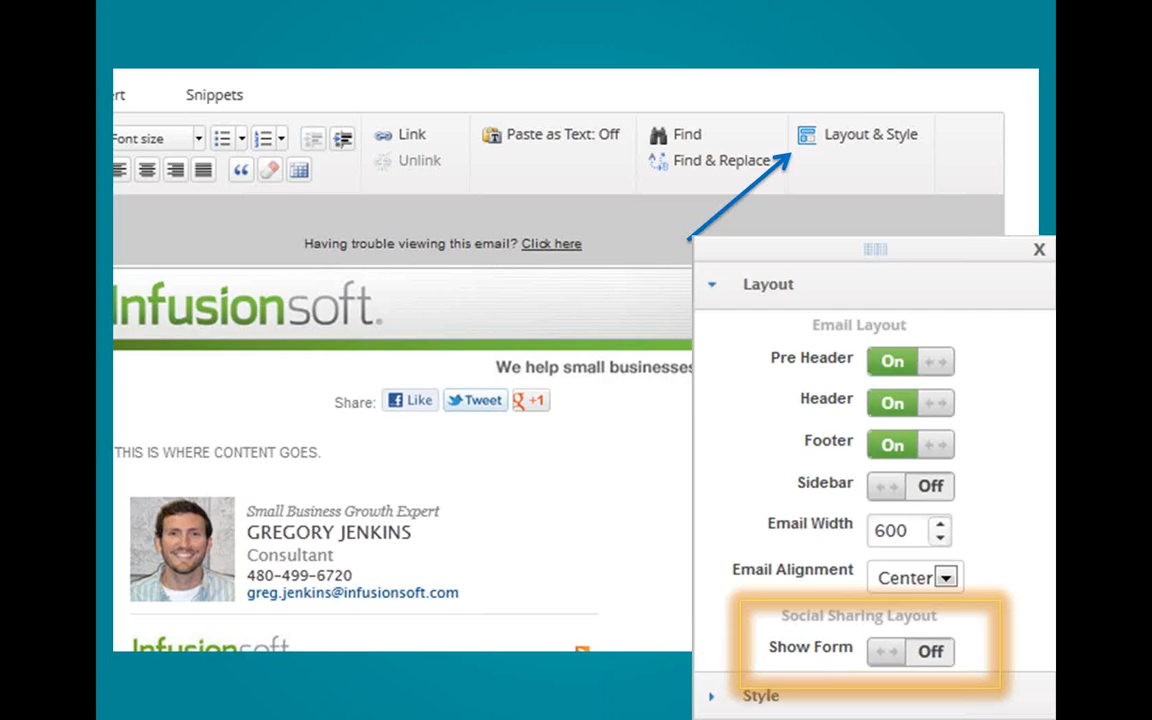 ert
Snippets
Font size
Link
Paste as Text: Off
Find
Layout & Style
Unlink
Find & Replace
Having trouble viewing this email? Click here
X
Layout
Infusionsoft.
Email Layout
Pre Header On
We help small businesses
Header On
Share: Like Tweet g +1
Footer On
THIS IS WHERE CONTENT GOES.
Sidebar Off
Small Business Growth Expert
GREGORY JENKINS
Email Width 600
Consultant
480-499-6720
Email Alignment Center
greg.jenkins@infusionsoft.com
Social Sharing Layout
Show Form Off
Infusionsoft
Style